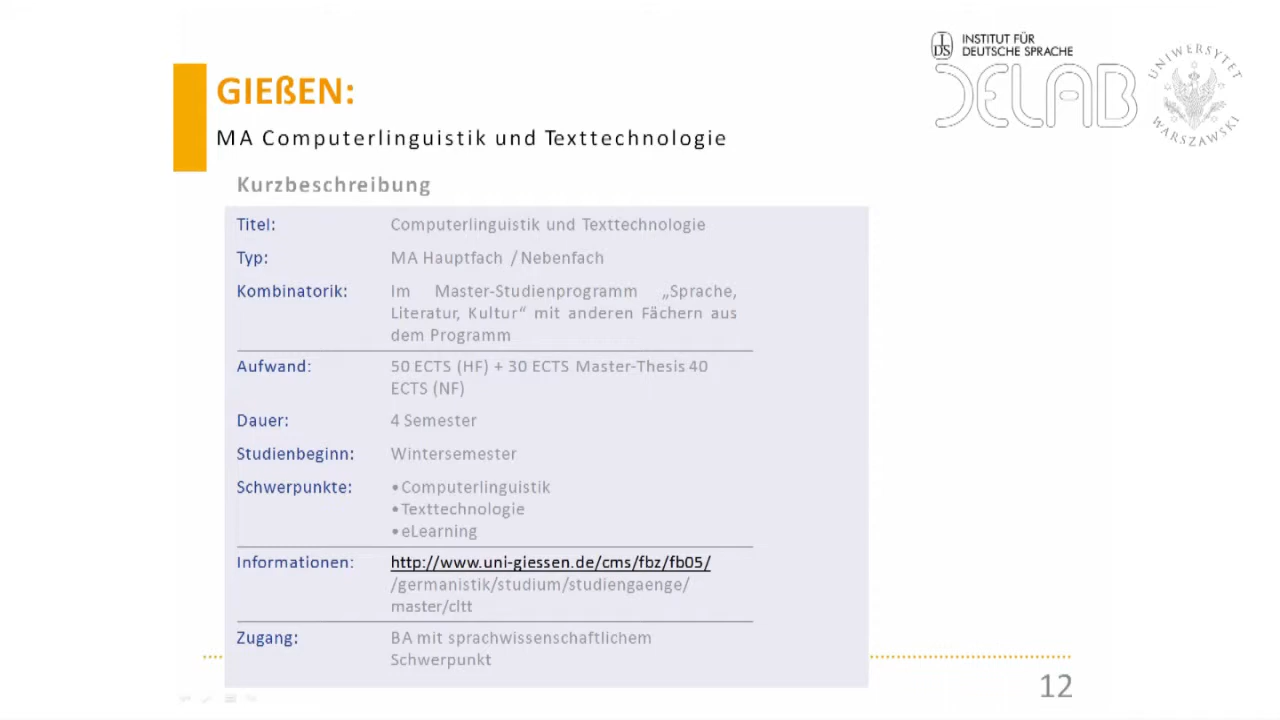 INSTITUT FÜR
DEUTSCHE SPRACHE
IDS
DELAB
UNIWERSYTET
WARSZAWSKI
GIEßEN:
MA Computerlinguistik und Texttechnologie
Kurzbeschreibung
Titel: Computerlinguistik und Texttechnologie
Typ: MA Hauptfach / Nebenfach
Kombinatorik: Im Master-Studienprogramm „Sprache,
Literatur, Kultur“ mit anderen Fächern aus
dem Programm
Aufwand: 50 ECTS (HF) + 30 ECTS Master-Thesis 40
ECTS (NF)
Dauer: 4 Semester
Studienbeginn: Wintersemester
Schwerpunkte: •Computerlinguistik
•Texttechnologie
•eLearning
Informationen: http://www.uni-giessen.de/cms/fbz/fb05/
/germanistik/studium/studiengaenge/
master/cltt
Zugang: BA mit sprachwissenschaftlichem
Schwerpunkt
12